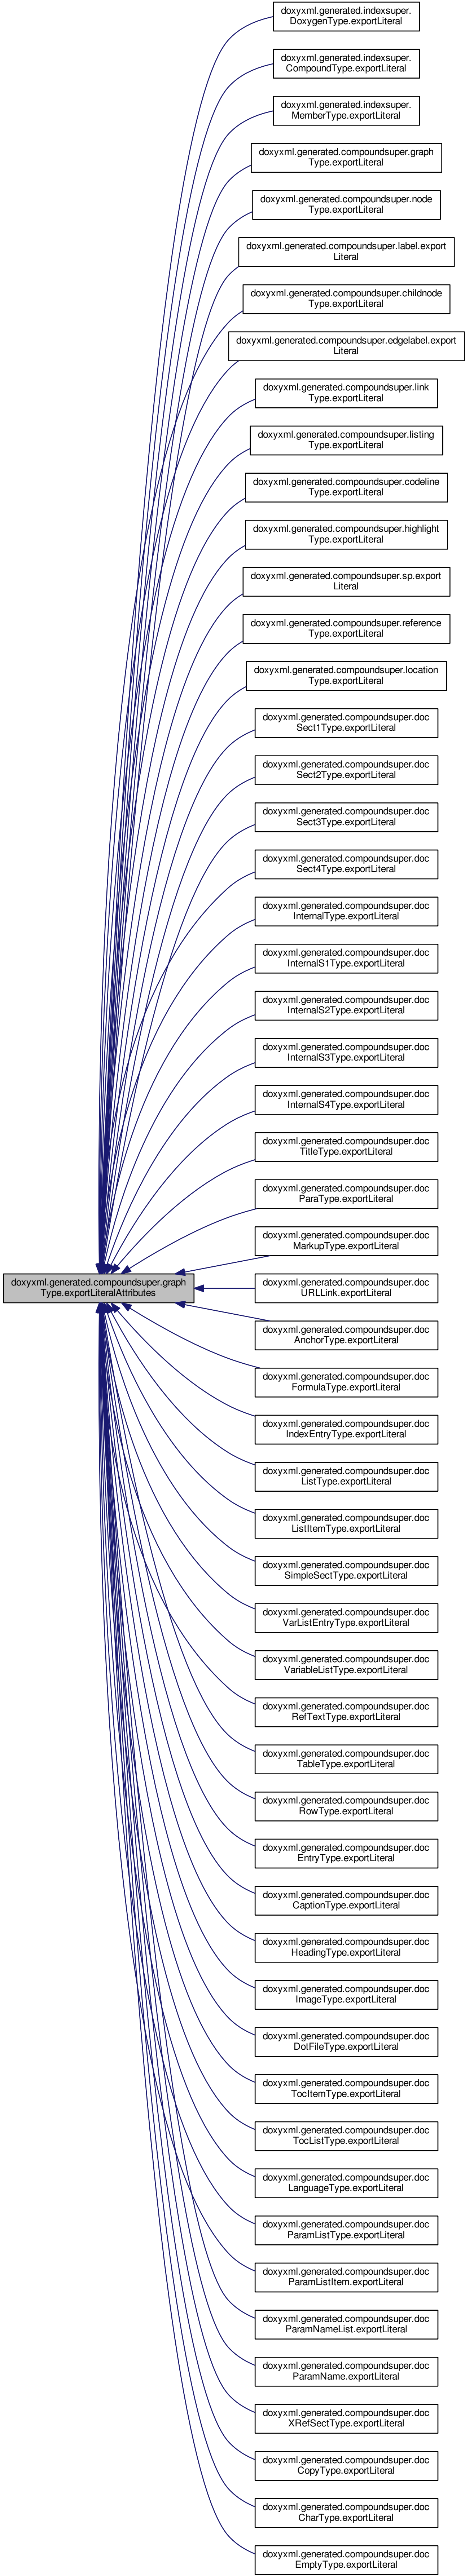 doxyxml.generated.indexsuper.
DoxygenType.exportLiteral
doxyxml.generated.indexsuper.
CompoundType.exportLiteral
doxyxml.generated.indexsuper.
MemberType.exportLiteral
doxyxml.generated.compoundsuper.graph
Type.exportLiteral
doxyxml.generated.compoundsuper.node
Type.exportLiteral
doxyxml.generated.compoundsuper.label.export
Literal
doxyxml.generated.compoundsuper.childnode
Type.exportLiteral
doxyxml.generated.compoundsuper.edgelabel.export
Literal
doxyxml.generated.compoundsuper.link
Type.exportLiteral
doxyxml.generated.compoundsuper.listing
Type.exportLiteral
doxyxml.generated.compoundsuper.codeline
Type.exportLiteral
doxyxml.generated.compoundsuper.highlight
Type.exportLiteral
doxyxml.generated.compoundsuper.sp.export
Literal
doxyxml.generated.compoundsuper.reference
Type.exportLiteral
doxyxml.generated.compoundsuper.location
Type.exportLiteral
doxyxml.generated.compoundsuper.doc
Sect1Type.exportLiteral
doxyxml.generated.compoundsuper.doc
Sect2Type.exportLiteral
doxyxml.generated.compoundsuper.doc
Sect3Type.exportLiteral
doxyxml.generated.compoundsuper.doc
Sect4Type.exportLiteral
doxyxml.generated.compoundsuper.doc
InternalType.exportLiteral
doxyxml.generated.compoundsuper.doc
InternalS1Type.exportLiteral
doxyxml.generated.compoundsuper.doc
InternalS2Type.exportLiteral
doxyxml.generated.compoundsuper.doc
InternalS3Type.exportLiteral
doxyxml.generated.compoundsuper.doc
InternalS4Type.exportLiteral
doxyxml.generated.compoundsuper.doc
TitleType.exportLiteral
doxyxml.generated.compoundsuper.doc
ParaType.exportLiteral
doxyxml.generated.compoundsuper.doc
MarkupType.exportLiteral
doxyxml.generated.compoundsuper.graph
Type.exportLiteralAttributes
doxyxml.generated.compoundsuper.doc
URLLink.exportLiteral
doxyxml.generated.compoundsuper.doc
AnchorType.exportLiteral
doxyxml.generated.compoundsuper.doc
FormulaType.exportLiteral
doxyxml.generated.compoundsuper.doc
IndexEntryType.exportLiteral
doxyxml.generated.compoundsuper.doc
ListType.exportLiteral
doxyxml.generated.compoundsuper.doc
ListItemType.exportLiteral
doxyxml.generated.compoundsuper.doc
SimpleSectType.exportLiteral
doxyxml.generated.compoundsuper.doc
VarListEntryType.exportLiteral
doxyxml.generated.compoundsuper.doc
VariableListType.exportLiteral
doxyxml.generated.compoundsuper.doc
RefTextType.exportLiteral
doxyxml.generated.compoundsuper.doc
TableType.exportLiteral
doxyxml.generated.compoundsuper.doc
RowType.exportLiteral
doxyxml.generated.compoundsuper.doc
EntryType.exportLiteral
doxyxml.generated.compoundsuper.doc
CaptionType.exportLiteral
doxyxml.generated.compoundsuper.doc
HeadingType.exportLiteral
doxyxml.generated.compoundsuper.doc
ImageType.exportLiteral
doxyxml.generated.compoundsuper.doc
DotFileType.exportLiteral
doxyxml.generated.compoundsuper.doc
TocItemType.exportLiteral
doxyxml.generated.compoundsuper.doc
TocListType.exportLiteral
doxyxml.generated.compoundsuper.doc
LanguageType.exportLiteral
doxyxml.generated.compoundsuper.doc
ParamListType.exportLiteral
doxyxml.generated.compoundsuper.doc
ParamListItem.exportLiteral
doxyxml.generated.compoundsuper.doc
ParamNameList.exportLiteral
doxyxml.generated.compoundsuper.doc
ParamName.exportLiteral
doxyxml.generated.compoundsuper.doc
XRefSectType.exportLiteral
doxyxml.generated.compoundsuper.doc
CopyType.exportLiteral
doxyxml.generated.compoundsuper.doc
CharType.exportLiteral
doxyxml.generated.compoundsuper.doc
EmptyType.exportLiteral